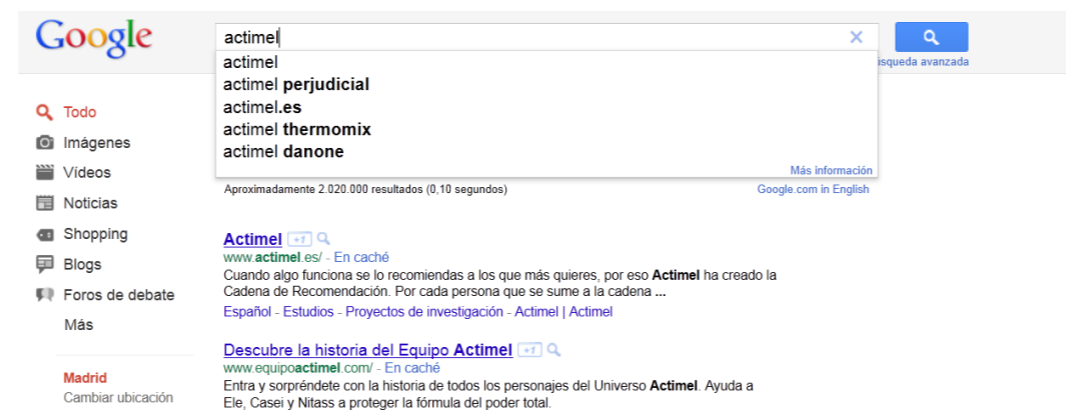 Google
actimel
actimel
actimel perjudicial
actimel.es
actimel thermomix
actimel danone
Más información
squeda avanzada
Todo
Imágenes
Vídeos
Noticias
Shopping
Blogs
Foros de debate
Más
Madrid
Cambiar ubicación
Aproximadamente 2.020.000 resultados (0,10 segundos)
Google.com in English
Actimel +1
www.actimel.es/ - En caché
Cuando algo funciona se lo recomiendas a los que más quieres, por eso Actimel ha creado la
Cadena de Recomendación. Por cada persona que se sume a la cadena ...
Español - Estudios - Proyectos de investigación - Actimel | Actimel
Descubre la historia del Equipo Actimel +1
www.equipoactimel.com/ - En caché
Entra y sorpréndete con la historia de todos los personajes del Universo Actimel. Ayuda a
Ele, Casei y Nitass a proteger la fórmula del poder total.